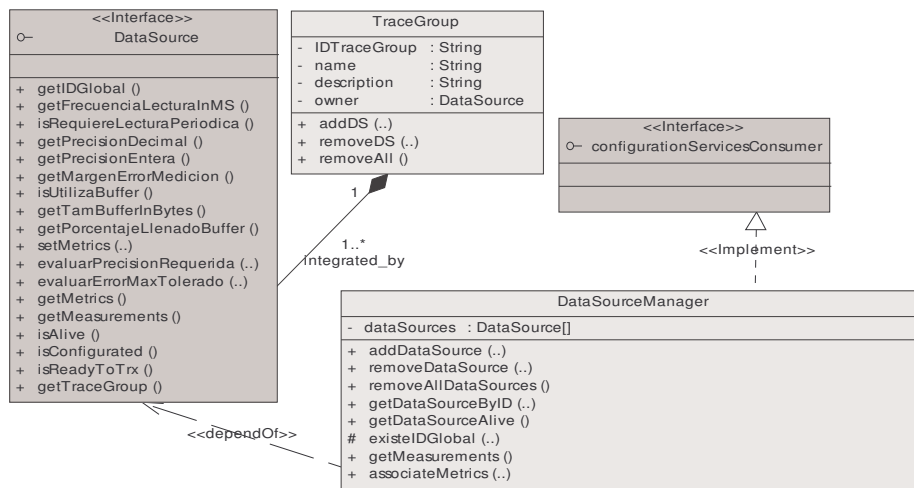 <<Interface>>
DataSource
+ getIDGlobal ()
+ getFrecuenciaLecturaInMS ()
+ isRequiereLecturaPeriodica ()
+ getPrecisionDecimal ()
+ getPrecisionEntera ()
+ getMargenErrorMedicion ()
+ isUtilizaBuffer ()
+ getTamBufferInBytes ()
+ getPorcentajeLlenadoBuffer ()
+ setMetrics (..)
+ evaluarPrecisionRequerida (..)
+ evaluarErrorMaxTolerado (..)
+ getMetrics ()
+ getMeasurements ()
+ isAlive ()
+ isConfigurated ()
+ isReadyToTrx ()
+ getTraceGroup ()
TraceGroup
- IDTraceGroup : String
- name : String
- description : String
- owner : DataSource
+ addDS (..)
+ removeDS (..)
+ removeAll ()
1
1..*
integrated_by
<<Interface>>
configurationServicesConsumer
<<Implement>>
DataSourceManager
- dataSources : DataSource[]
+ addDataSource (..)
+ removeDataSource (..)
+ removeAllDataSources ()
+ getDataSourceByID (..)
+ getDataSourceAlive ()
# existeIDGlobal (..)
+ getMeasurements ()
+ associateMetrics (..)
<<dependOf>>